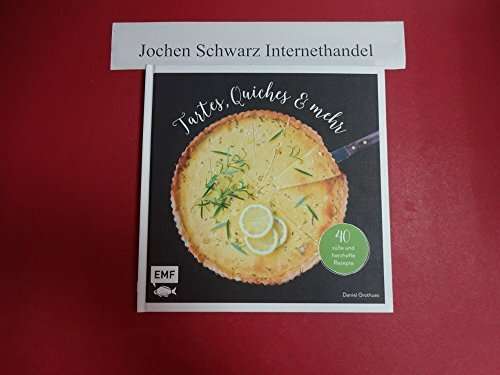 Jochen Schwarz Internethandel
Tartes, Quiches & mehr
40
süße und
herzhafte
Rezepte
EMF
Daniel Grothues